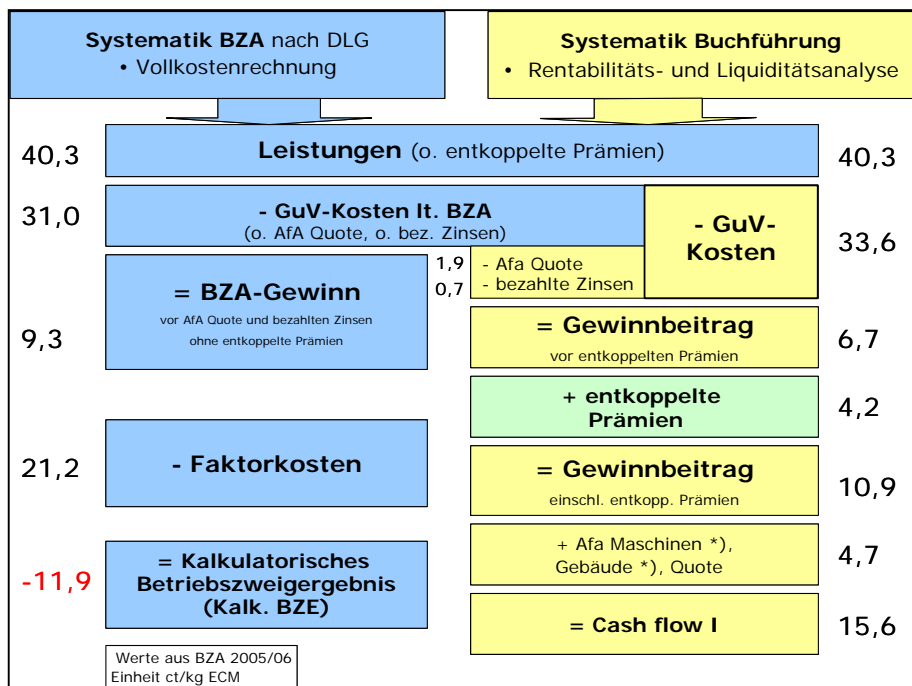 Systematik BZA nach DLG
• Vollkostenrechnung
Systematik Buchführung
• Rentabilitäts- und Liquiditätsanalyse
40,3
Leistungen (o. entkoppelte Prämien)
40,3
31,0
- GuV-Kosten lt. BZA
(o. AfA Quote, o. bez. Zinsen)
- GuV-
Kosten
33,6
1,9
- Afa Quote
0,7
- bezahlte Zinsen
= BZA-Gewinn
vor AfA Quote und bezahlten Zinsen
ohne entkoppelte Prämien
9,3
= Gewinnbeitrag
vor entkoppelten Prämien
6,7
+ entkoppelte
Prämien
4,2
21,2
- Faktorkosten
= Gewinnbeitrag
einschl. entkopp. Prämien
10,9
-11,9
= Kalkulatorisches
Betriebszweigergebnis
(Kalk. BZE)
+ Afa Maschinen *),
Gebäude *), Quote
4,7
= Cash flow I
15,6
Werte aus BZA 2005/06
Einheit ct/kg ECM